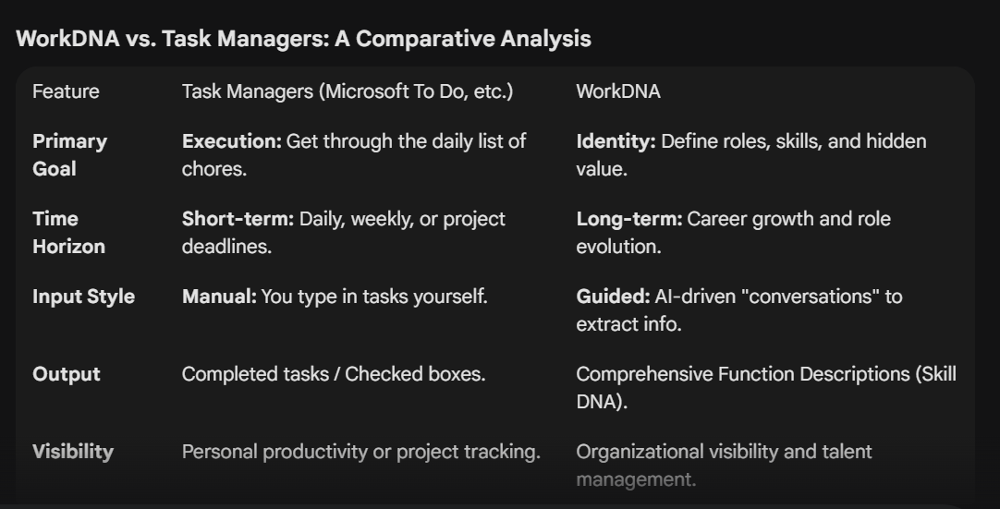 WorkDNA vs. Task Managers: A Comparative Analysis
Feature
Task Managers (Microsoft To Do, etc.)
WorkDNA
Primary
Goal
Execution: Get through the daily list of
chores.
Identity: Define roles, skills, and hidden
value.
Time
Horizon
Short-term: Daily, weekly, or project
deadlines.
Long-term: Career growth and role
evolution.
Input Style
Manual: You type in tasks yourself.
Guided: AI-driven "conversations" to
extract info.
Output
Completed tasks / Checked boxes.
Comprehensive Function Descriptions (Skill
DNA).
Visibility
Personal productivity or project tracking.
Organizational visibility and talent
management.